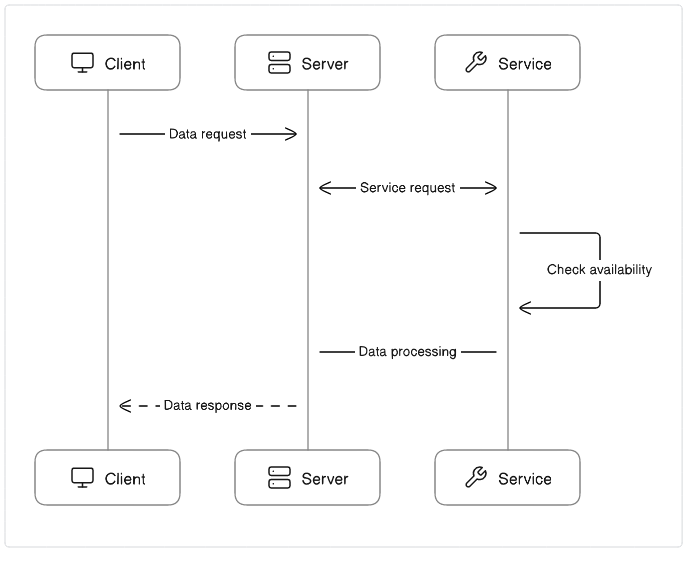 Client
Server
Service
Data request
Service request
Check availability
Data processing
Data response
Client
Server
Service